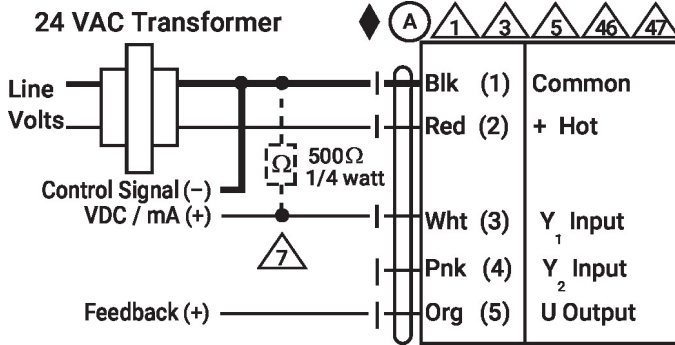 24 VAC Transformer
A 1 3 5 46 47
Line
Volts
Blk (1) Common
Red (2) + Hot
Ω 500Ω
1/4 watt
Control Signal (−)
VDC / mA (+)
Wht (3) Y1 Input
7
Pnk (4) Y2 Input
Feedback (+)
Org (5) U Output